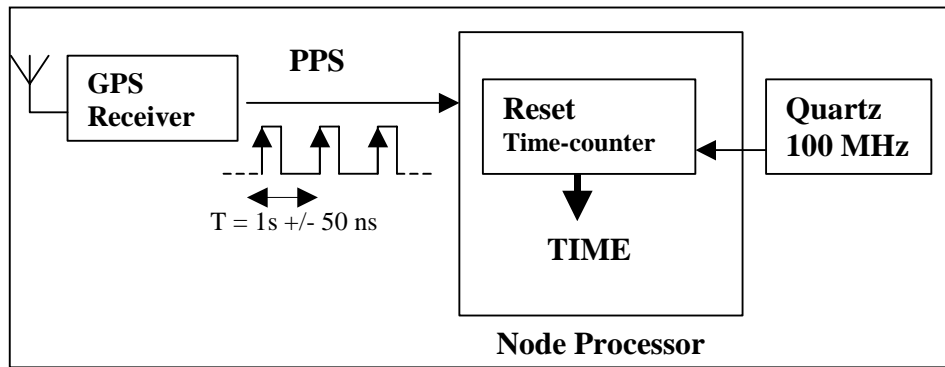 GPS
Receiver
PPS
T = 1s +/- 50 ns
Reset
Time-counter
TIME
Node Processor
Quartz
100 MHz